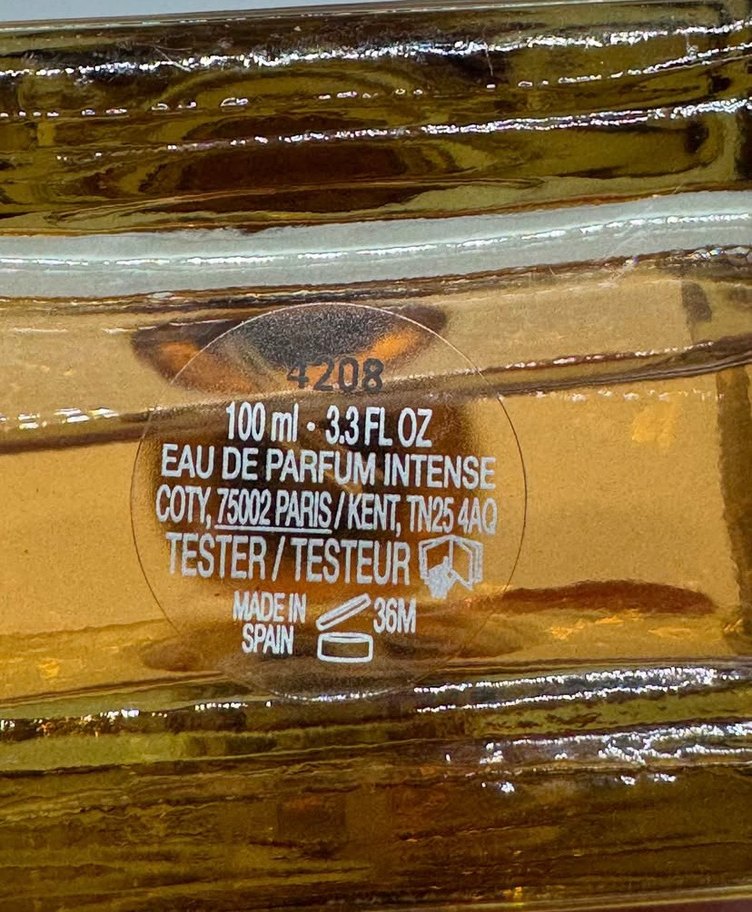 4208
100 ml · 3.3 FL OZ
EAU DE PARFUM INTENSE
COTY, 75002 PARIS / KENT, TN25 4AQ
TESTER / TESTEUR
MADE IN
SPAIN
36M